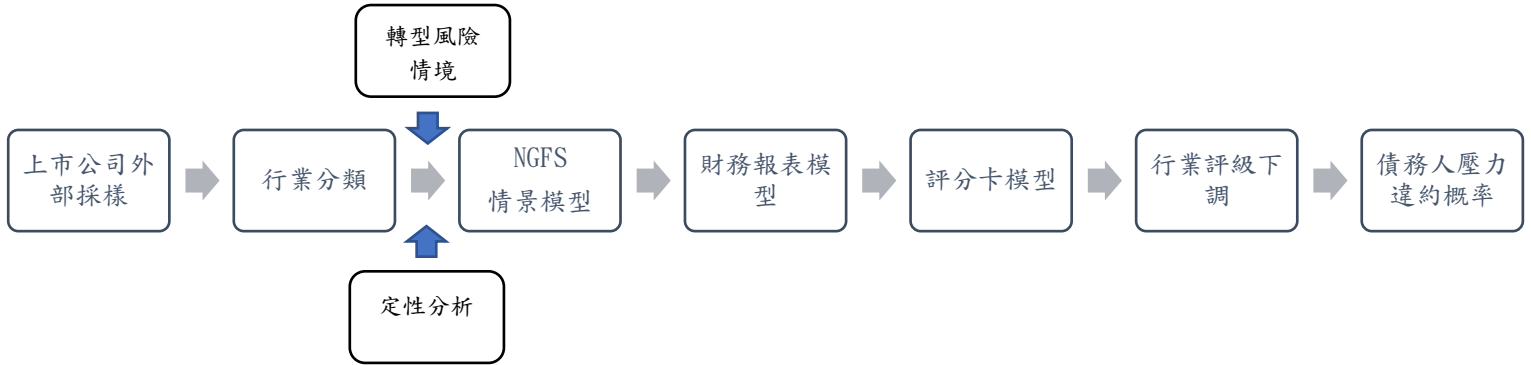 轉型風險
情境
上市公司外
部採樣
行業分類
NGFS
情景模型
財務報表模
型
評分卡模型
行業評級下
調
債務人壓力
違約概率
定性分析